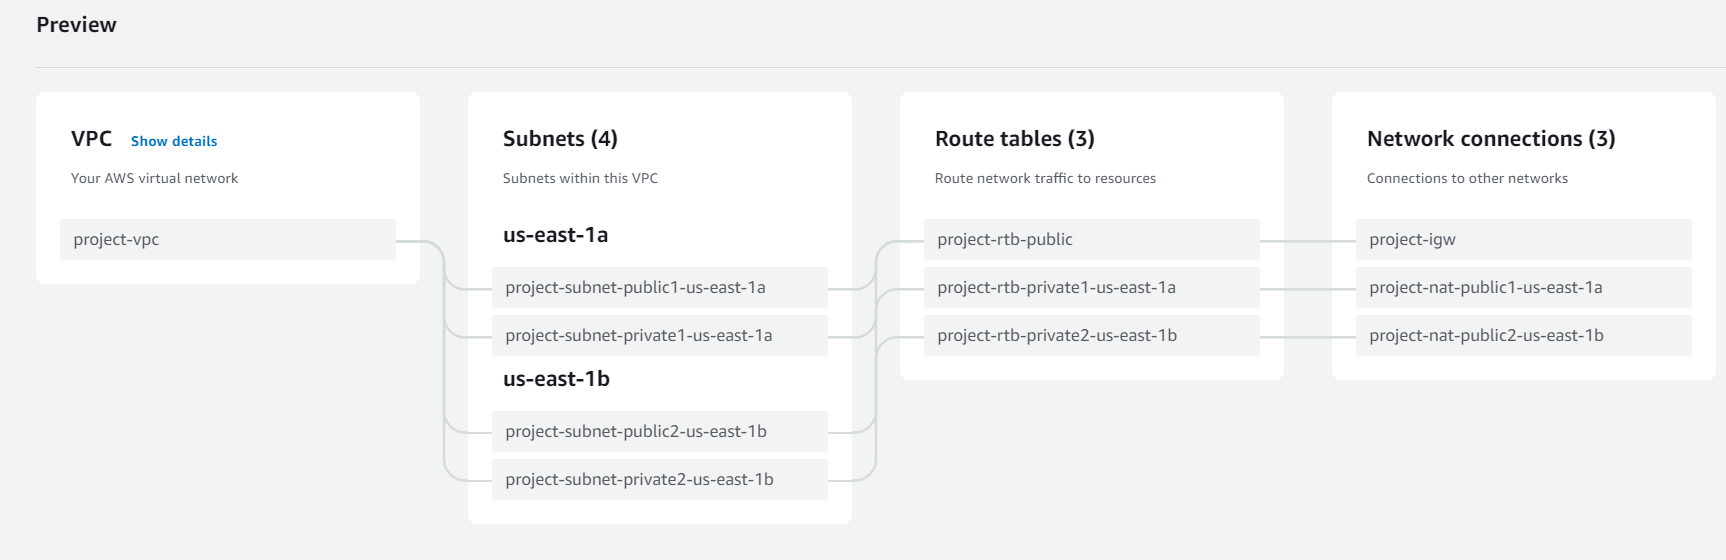 Preview
VPC Show details
Your AWS virtual network
project-vpc
Subnets (4)
Subnets within this VPC
us-east-1a
project-subnet-public1-us-east-1a
project-subnet-private1-us-east-1a
us-east-1b
project-subnet-public2-us-east-1b
project-subnet-private2-us-east-1b
Route tables (3)
Route network traffic to resources
project-rtb-public
project-rtb-private1-us-east-1a
project-rtb-private2-us-east-1b
Network connections (3)
Connections to other networks
project-igw
project-nat-public1-us-east-1a
project-nat-public2-us-east-1b